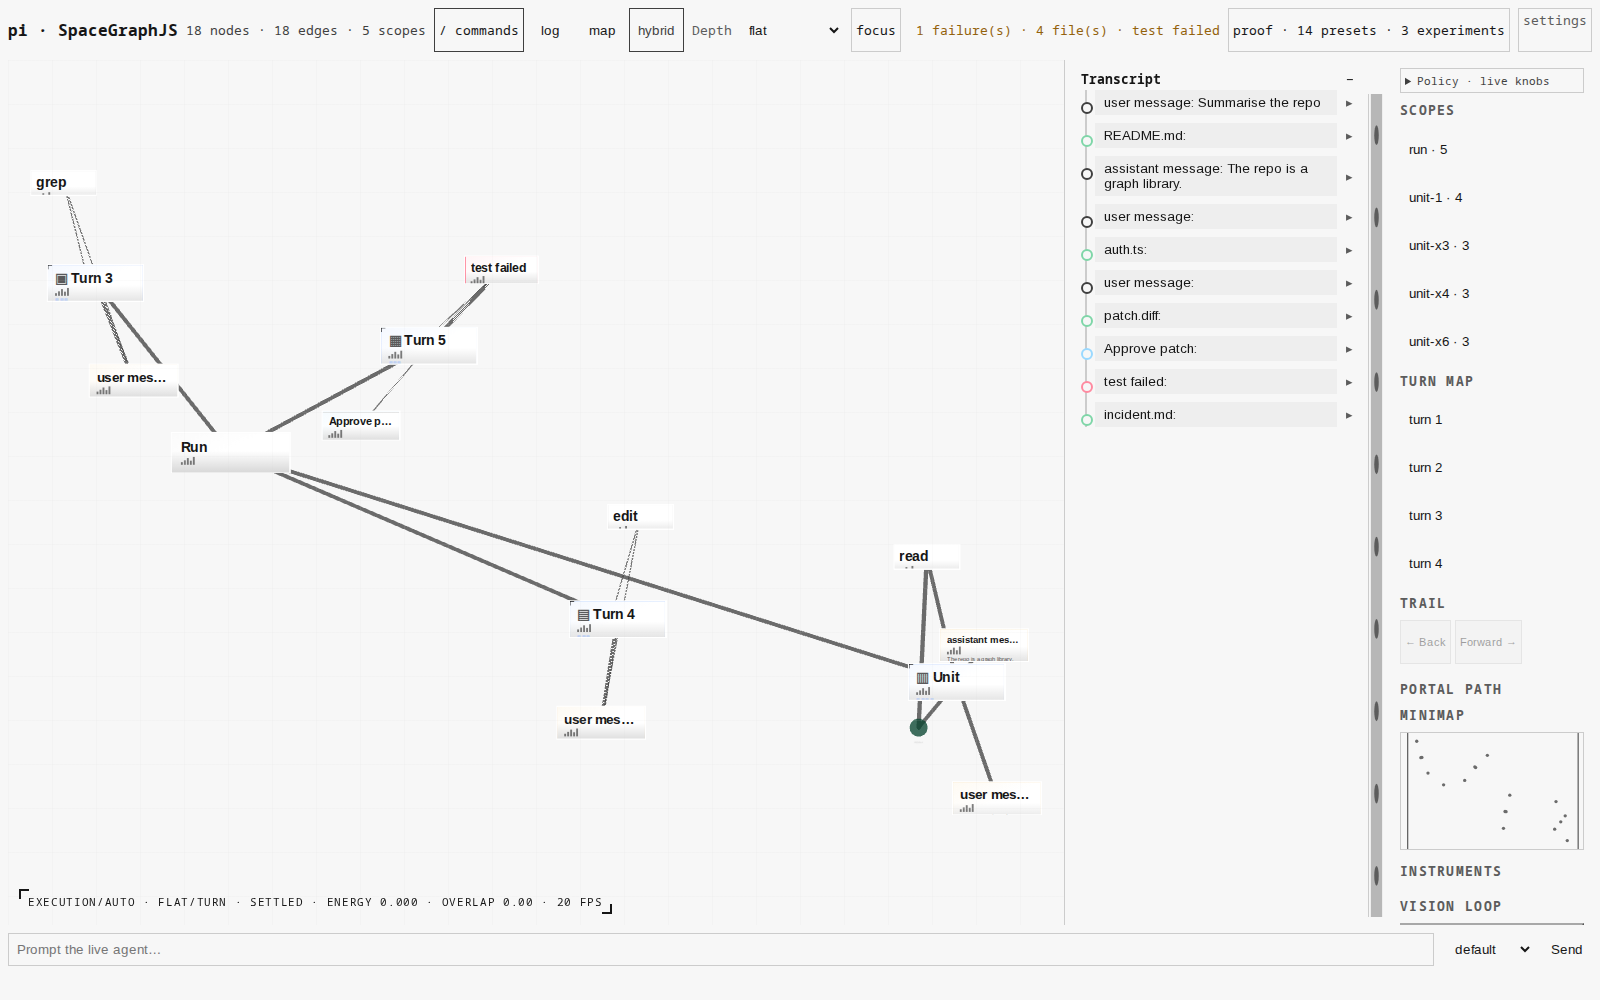 pi · SpaceGraphJS 18 nodes · 18 edges · 5 scopes / commands log map hybrid Depth flat focus 1 failure(s) · 4 file(s) · test failed proof · 14 presets · 3 experiments settings
grep
▣ Turn 3
user mes…
test failed
▦ Turn 5
Approve p…
Run
edit
▤ Turn 4
user mes…
read
assistant mes…
The repo is a graph library.
▥ Unit
user mes…
EXECUTION/AUTO · FLAT/TURN · SETTLED · ENERGY 0.000 · OVERLAP 0.00 · 20 FPS
Transcript −
user message: Summarise the repo ▸
README.md: ▸
assistant message: The repo is a
graph library. ▸
user message: ▸
auth.ts: ▸
user message: ▸
patch.diff: ▸
Approve patch: ▸
test failed: ▸
incident.md: ▸
▸ Policy · live knobs
SCOPES
run · 5
unit-1 · 4
unit-x3 · 3
unit-x4 · 3
unit-x6 · 3
TURN MAP
turn 1
turn 2
turn 3
turn 4
TRAIL
← Back Forward →
PORTAL PATH
MINIMAP
INSTRUMENTS
VISION LOOP
Prompt the live agent… default Send